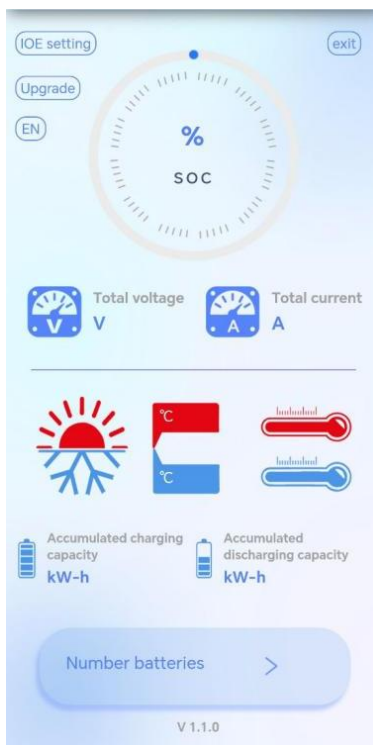 IOE setting
exit
Upgrade
EN
%
SOC
Total voltage
V
Total current
A
V
A
℃
℃
Accumulated charging
capacity
kW-h
Accumulated
discharging capacity
kW-h
Number batteries >
V 1.1.0